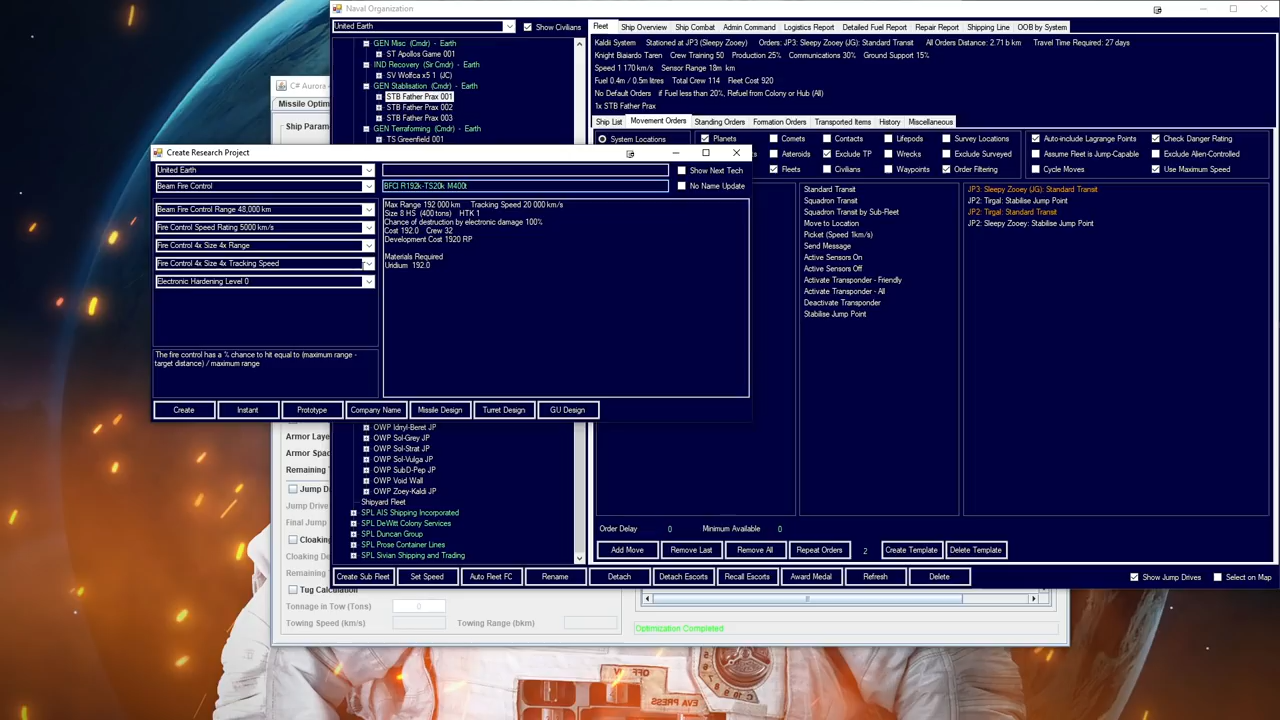 Naval Organization
United Earth
Show Civilians
GEN Misc (Cmdr) - Earth
ST Apollos Game 001
IND Recovery (Sir Cmdr) - Earth
SV Wolfca x5 1 (JC)
GEN Stablisation (Cmdr) - Earth
STB Father Prax 001
STB Father Prax 002
STB Father Prax 003
GEN Terraforming (Cmdr) - Earth
TS Greenfield 001
C# Aurora
Missile Optim
Ship Param
Fleet
Ship Overview
Ship Combat
Admin Command
Logistics Report
Detailed Fuel Report
Repair Report
Shipping Line
OOB by System
Kaldi System Stationed at JP3 (Sleepy Zooey) Orders: JP3: Sleepy Zooey (JG): Standard Transit All Orders Distance: 2.71 b km Travel Time Required: 27 days
Knight Biaiardo Taren Crew Training 50 Production 25% Communications 30% Ground Support 15%
Speed 1 170 km/s Sensor Range 18m km
Fuel 0.4m / 0.5m litres Total Crew 114 Fleet Cost 920
No Default Orders if Fuel less than 20%, Refuel from Colony or Hub (All)
1x STB Father Prax
Ship List
Movement Orders
Standing Orders
Formation Orders
Transported Items
History
Miscellaneous
System Locations
Planets
Comets
Contacts
Lifepods
Survey Locations
Auto-include Lagrange Points
Check Danger Rating
Asteroids
Exclude TP
Wrecks
Exclude Surveyed
Assume Fleet is Jump-Capable
Exclude Alien-Controlled
Fleets
Civilians
Waypoints
Order Filtering
Cycle Moves
Use Maximum Speed
Standard Transit
Squadron Transit
Squadron Transit by Sub-Fleet
Move to Location
Picket (Speed 1km/s)
Send Message
Active Sensors On
Active Sensors Off
Activate Transponder - Friendly
Activate Transponder - All
Deactivate Transponder
Stabilise Jump Point
JP3: Sleepy Zooey (JG): Standard Transit
JP2: Tirgal: Stabilise Jump Point
JP2: Tirgal: Standard Transit
JP2: Sleepy Zooey: Stabilise Jump Point
Create Research Project
United Earth
Show Next Tech
Beam Fire Control
BFCI R192k-TS20k M400t
No Name Update
Beam Fire Control Range 48,000 km
Fire Control Speed Rating 5000 km/s
Fire Control 4x Size 4x Range
Fire Control 4x Size 4x Tracking Speed
Electronic Hardening Level 0
Max Range 192 000 km Tracking Speed 20 000 km/s
Size 8 HS (400 tons) HTK 1
Chance of destruction by electronic damage 100%
Cost 192.0 Crew 32
Development Cost 1920 RP
Materials Required
Uridium 192.0
The fire control has a % chance to hit equal to (maximum range -
target distance) / maximum range
Create
Instant
Prototype
Company Name
Missile Design
Turret Design
GU Design
Armor Laye
Armor Spac
Remaining
Jump D
Jump Drive
Final Jump
Cloaki
Cloaking De
Remaining
Tug Calculation
Tonnage in Tow (Tons)
0
Towing Speed (km/s)
Towing Range (bkm)
OWP Idrryl-Beret JP
OWP Sol-Grey JP
OWP Sol-Strat JP
OWP Sol-Vulga JP
OWP SubD-Pep JP
OWP Void Wall
OWP Zoey-Kaldi JP
Shipyard Fleet
SPL AIS Shipping Incorporated
SPL DeWitt Colony Services
SPL Duncan Group
SPL Prose Container Lines
SPL Sivian Shipping and Trading
Order Delay 0 Minimum Available 0
Add Move
Remove Last
Remove All
Repeat Orders
2
Create Template
Delete Template
Create Sub Fleet
Set Speed
Auto Fleet FC
Rename
Detach
Detach Escorts
Recall Escorts
Award Medal
Refresh
Delete
Show Jump Drives
Select on Map
Optimization Completed
EVA PRESS